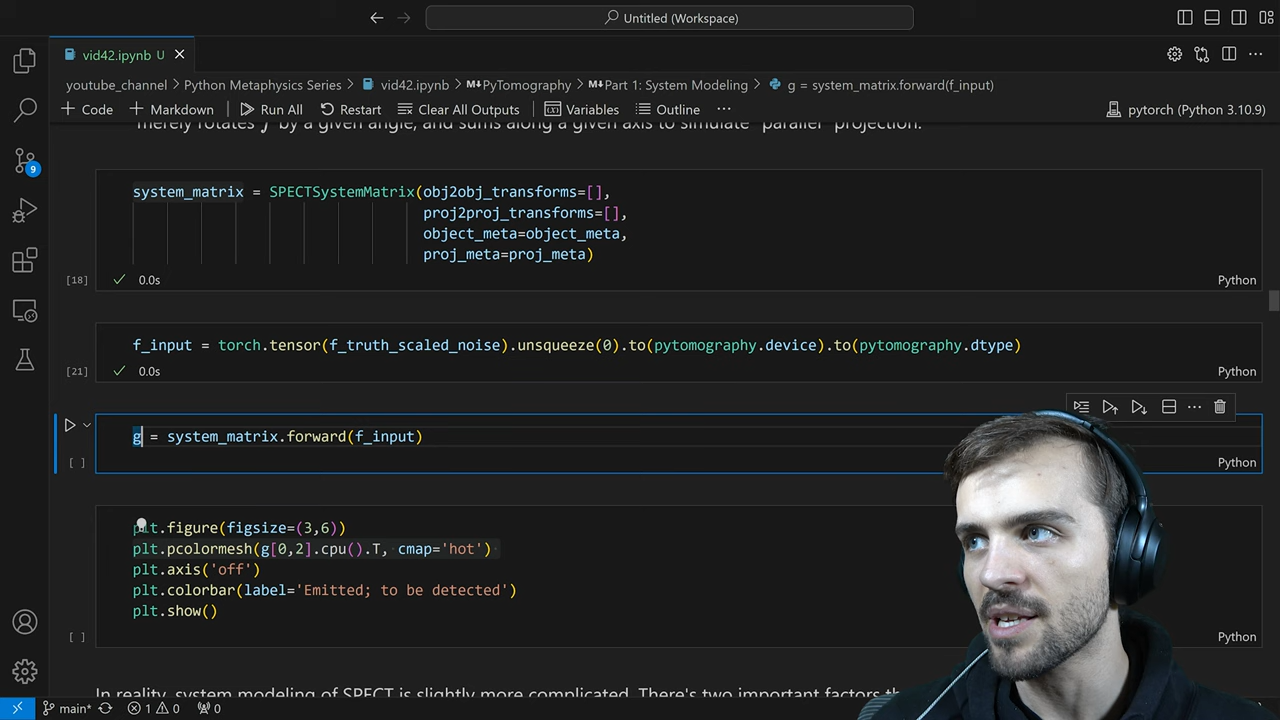 Untitled (Workspace)
vid42.ipynb U
youtube_channel > Python Metaphysics Series > vid42.ipynb > M↓PyTomography > M↓Part 1: System Modeling > g = system_matrix.forward(f_input)
+ Code + Markdown Run All Restart Clear All Outputs Variables Outline ··· pytorch (Python 3.10.9)
merely rotates f by a given angle, and sums along a given axis to simulate "parallel" projection.
system_matrix = SPECTSystemMatrix(obj2obj_transforms=[],
proj2proj_transforms=[],
object_meta=object_meta,
proj_meta=proj_meta)
[18] 0.0s Python
f_input = torch.tensor(f_truth_scaled_noise).unsqueeze(0).to(pytomography.device).to(pytomography.dtype)
[21] 0.0s Python
g = system_matrix.forward(f_input)
[ ] Python
plt.figure(figsize=(3,6))
plt.pcolormesh(g[0,2].cpu().T, cmap='hot')
plt.axis('off')
plt.colorbar(label='Emitted; to be detected')
plt.show()
[ ] Python
In reality, system modeling of SPECT is slightly more complicated. There's two important factors
9
main* 1 0 0